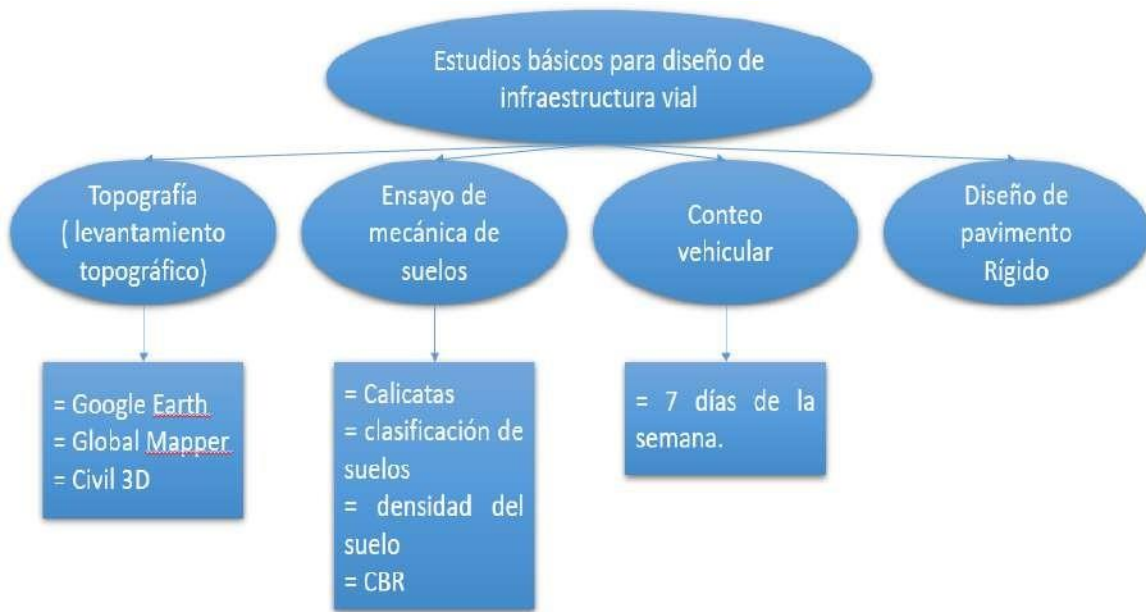 Estudios básicos para diseño de
infraestructura vial
Topografía
( levantamiento
topográfico)
Ensayo de
mecánica de
suelos
Conteo
vehicular
Diseño de
pavimento
Rígido
= Google Earth
= Global Mapper
= Civil 3D
= Calicatas
= clasificación de
suelos
= densidad del
suelo
= CBR
= 7 días de la
semana.